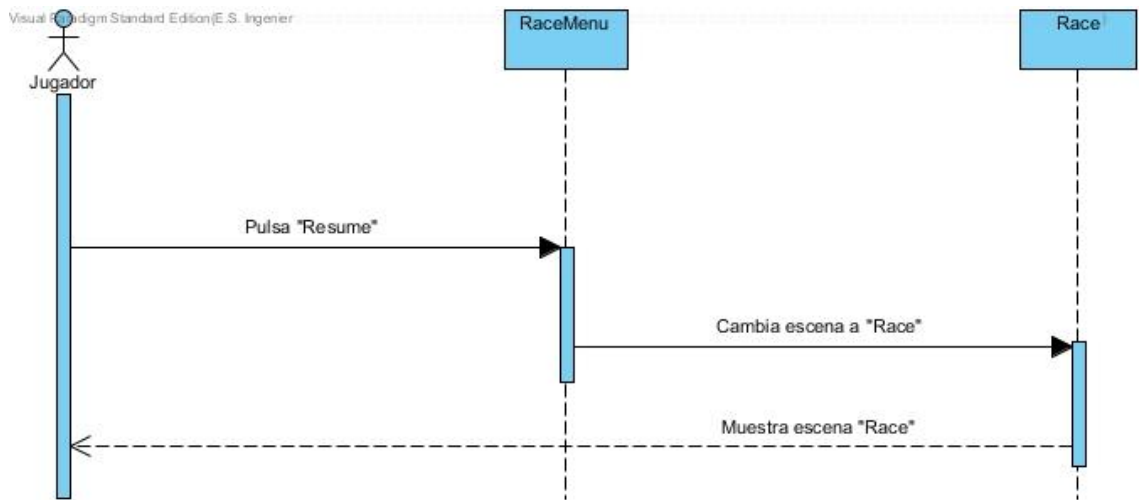 Visual Paradigm Standard Edition(E.S. Ingenier
RaceMenu
Race
Jugador
Pulsa "Resume"
Cambia escena a "Race"
Muestra escena "Race"